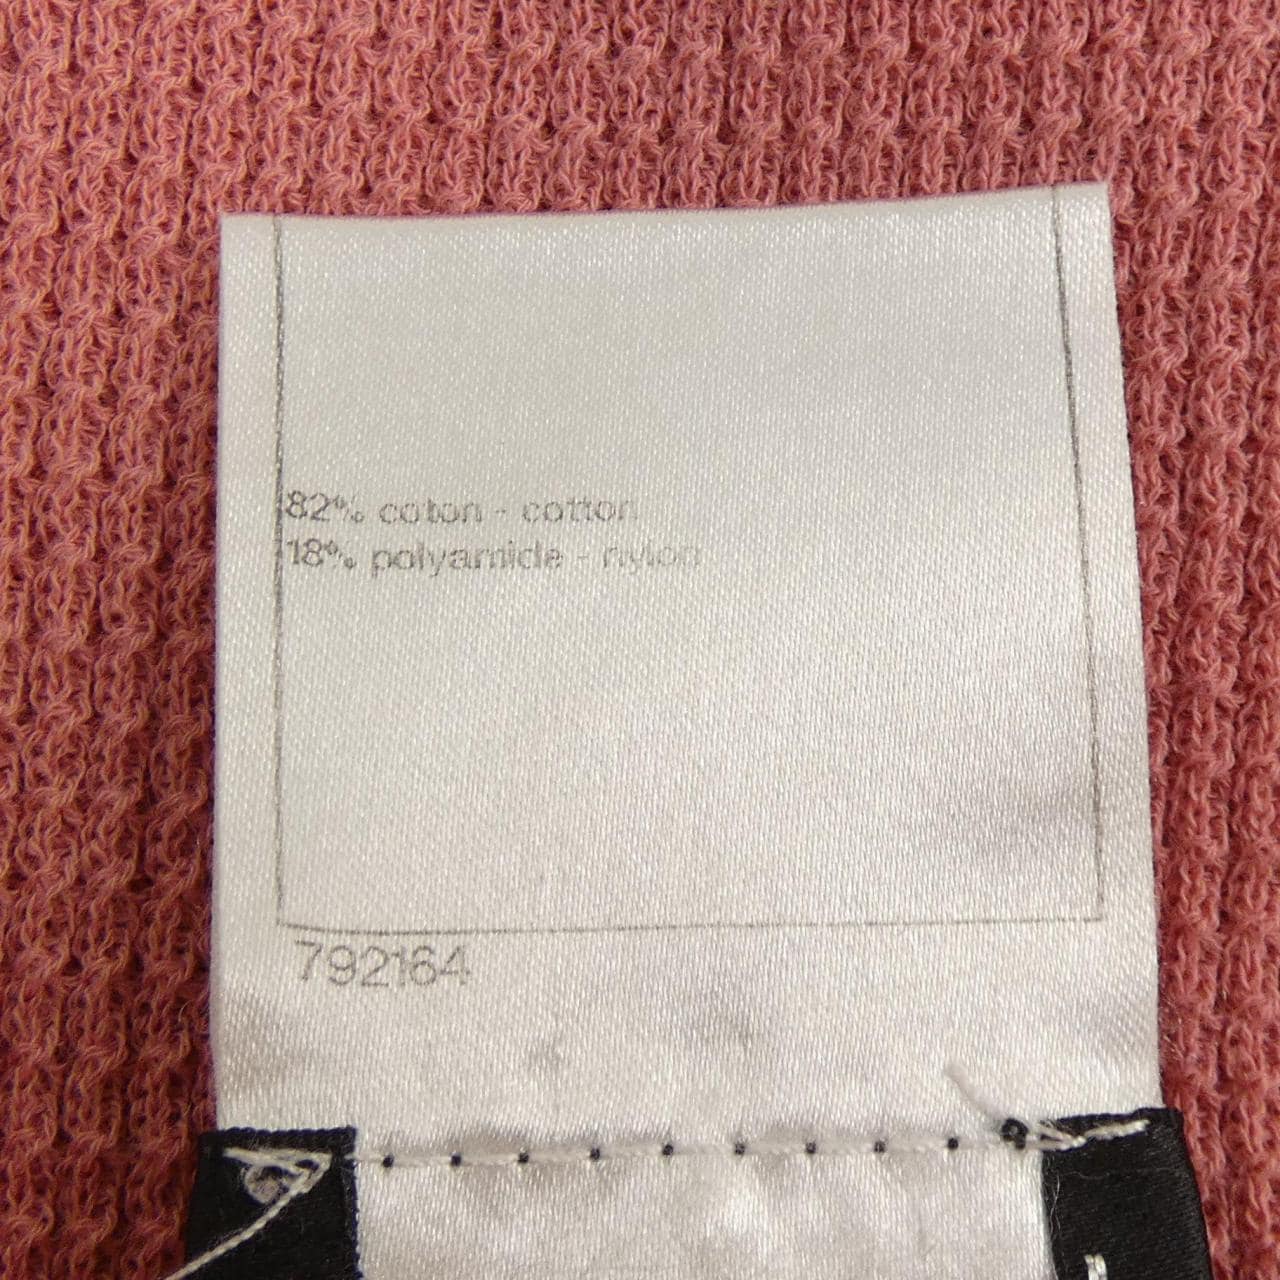 82% coton - cotton
18% polyamide - nylon
792164